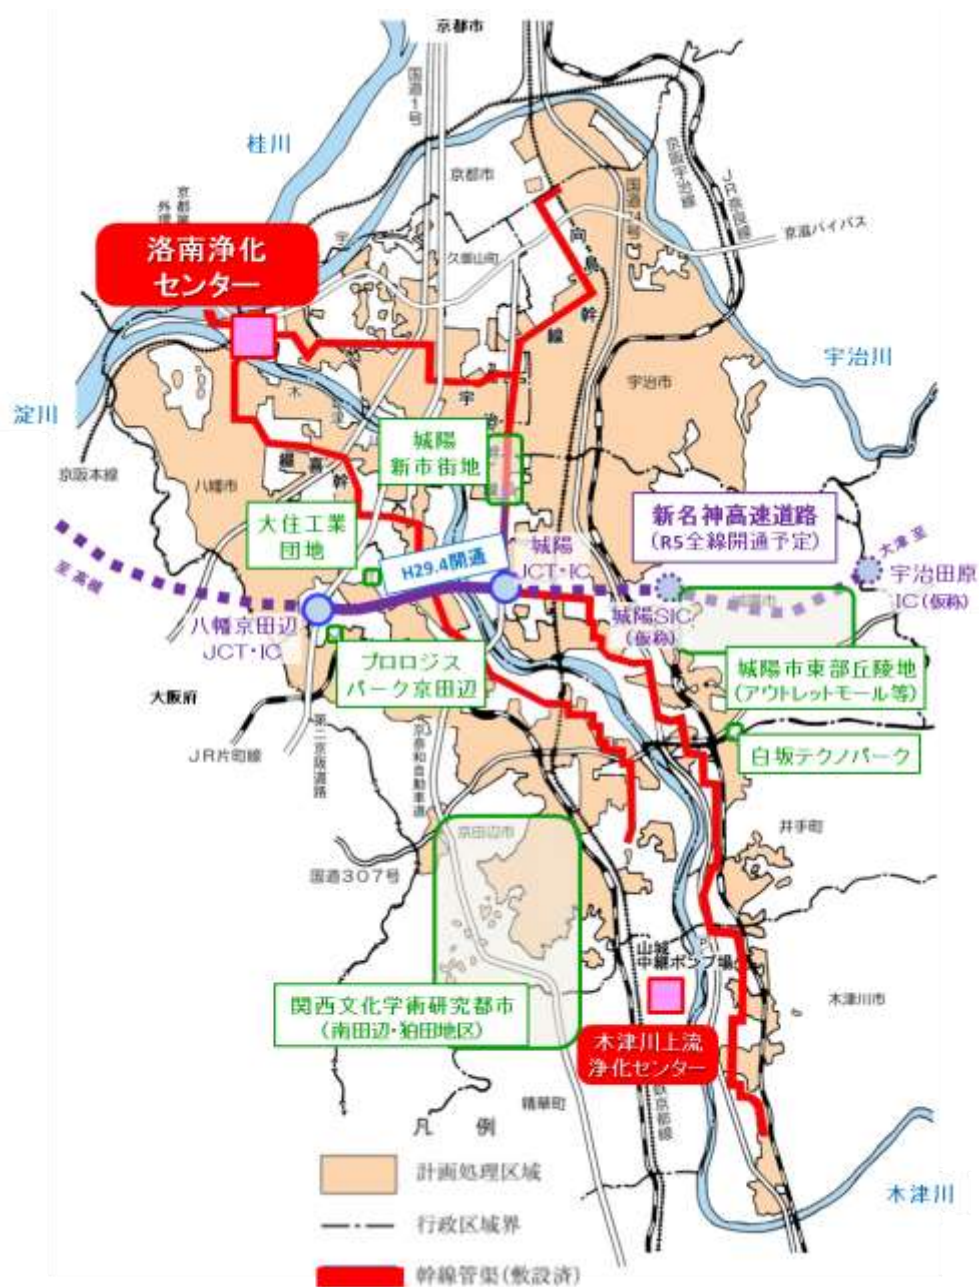 京都市
国道1号
桂川
京都市
京阪宇治線
JR奈良線
国道24号
京滋バイパス
久御山町
向島幹線
洛南浄化
センター
宇治川
宇治市
淀川
京阪本線
八幡市
城陽
新市街地
大住工業
団地
新名神高速道路
(R5全線開通予定)
H29.4開通
城陽
JCT・IC
大津至
至高槻
宇治田原
IC(仮称)
八幡京田辺
JCT・IC
城陽SIC
(仮称)
プロロジス
パーク京田辺
城陽市東部丘陵地
(アウトレットモール等)
大阪府
JR片町線
第二京阪道路
京奈和自動車道
白坂テクノパーク
京田辺市
井手町
国道307号
山城
中継ポンプ場
関西文化学術研究都市
(南田辺・狛田地区)
木津川市
木津川上流
浄化センター
精華町
木津川
凡 例
計画処理区域
行政区域界
幹線管渠(敷設済)